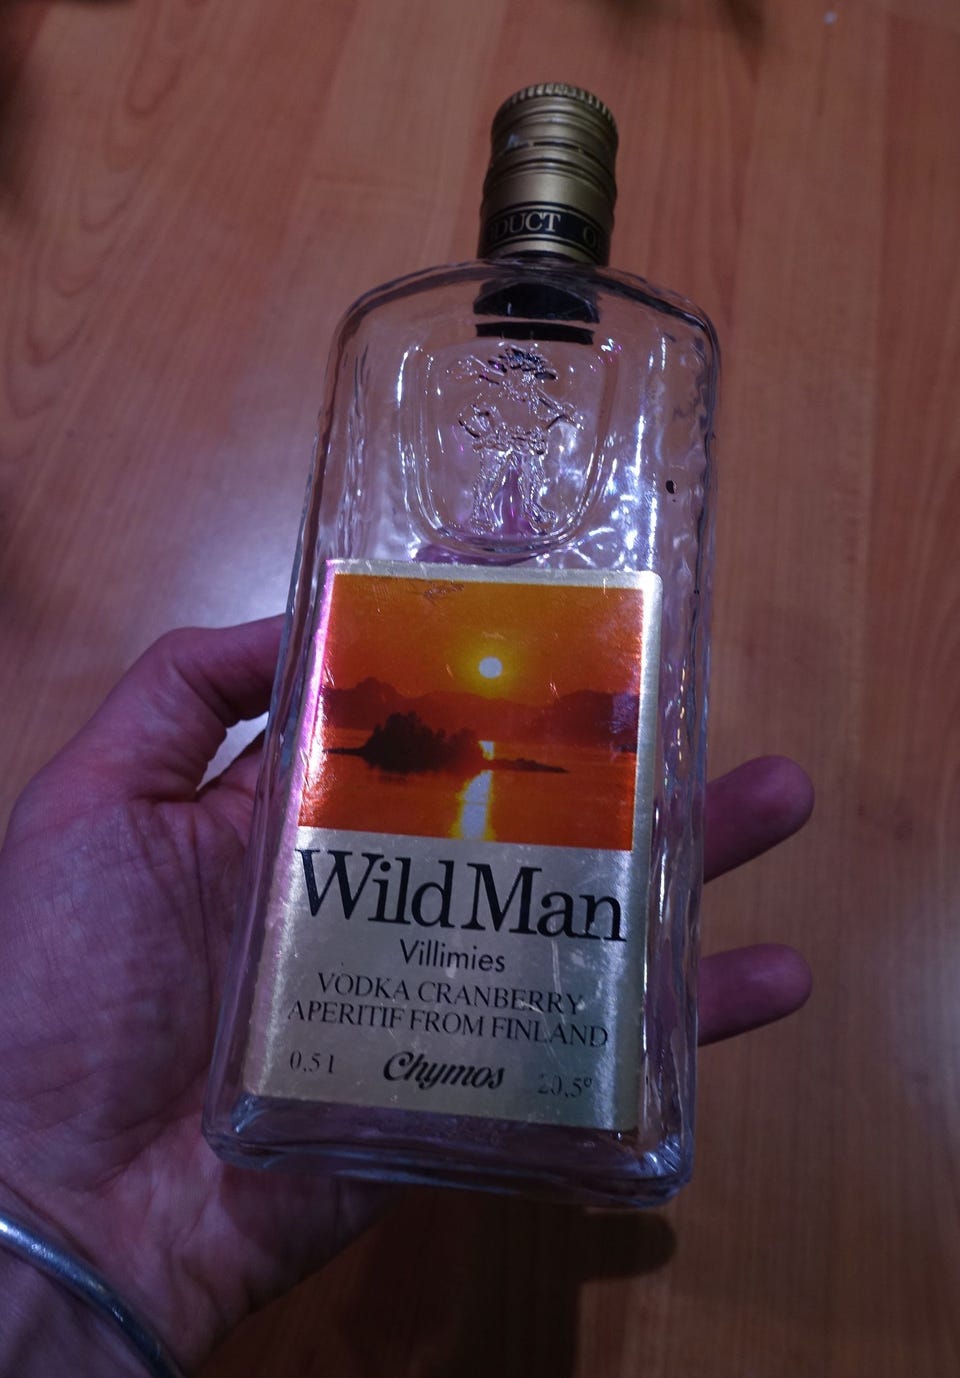 DUCT
Wild Man
Villimies
VODKA CRANBERRY
APERITIF FROM FINLAND
0,5 l Chymos 20,5°